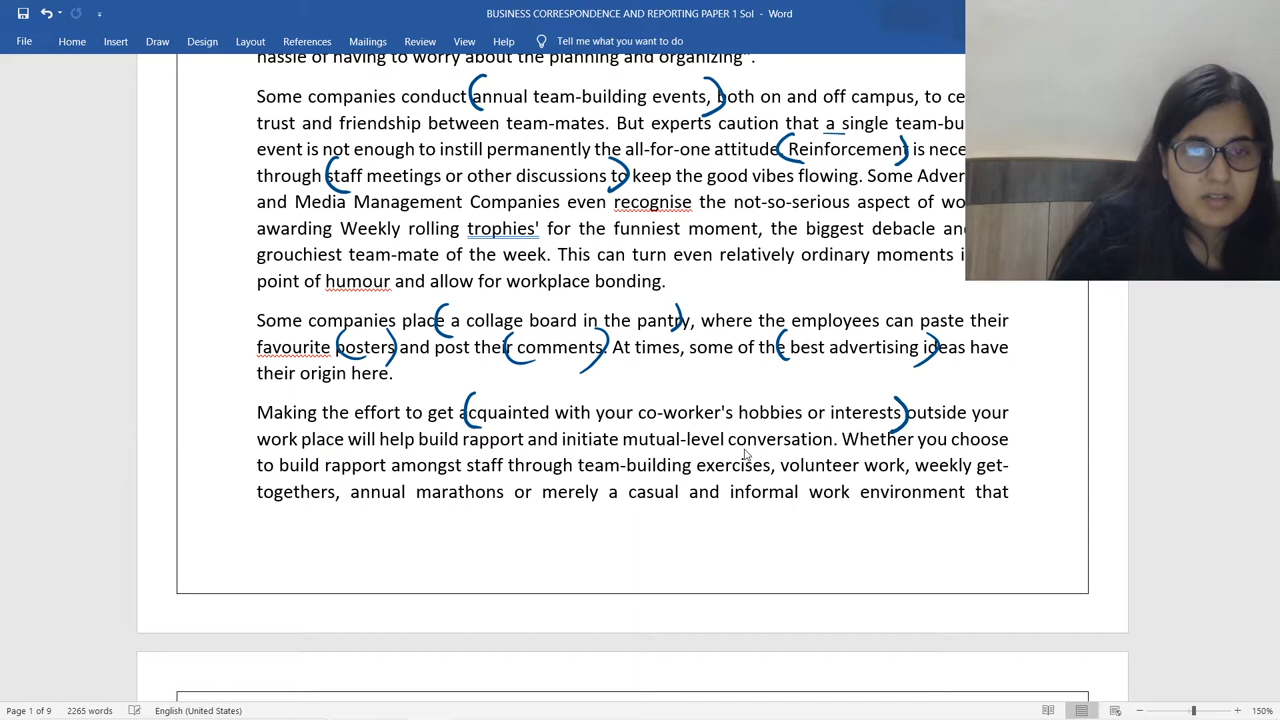 BUSINESS CORRESPONDENCE AND REPORTING PAPER 1 Sol - Word
File Home Insert Draw Design Layout References Mailings Review View Help Tell me what you want to do
hassle of having to worry about the planning and organizing".
Some companies conduct annual team-building events, both on and off campus, to ce
trust and friendship between team-mates. But experts caution that a single team-bu
event is not enough to instill permanently the all-for-one attitude. Reinforcement is nece
through staff meetings or other discussions to keep the good vibes flowing. Some Adver
and Media Management Companies even recognise the not-so-serious aspect of wo
awarding Weekly rolling trophies' for the funniest moment, the biggest debacle an
grouchiest team-mate of the week. This can turn even relatively ordinary moments i
point of humour and allow for workplace bonding.
Some companies place a collage board in the pantry, where the employees can paste their
favourite posters and post their comments. At times, some of the best advertising ideas have
their origin here.
Making the effort to get acquainted with your co-worker's hobbies or interests outside your
work place will help build rapport and initiate mutual-level conversation. Whether you choose
to build rapport amongst staff through team-building exercises, volunteer work, weekly get-
togethers, annual marathons or merely a casual and informal work environment that
Page 1 of 9 2265 words English (United States) 150%